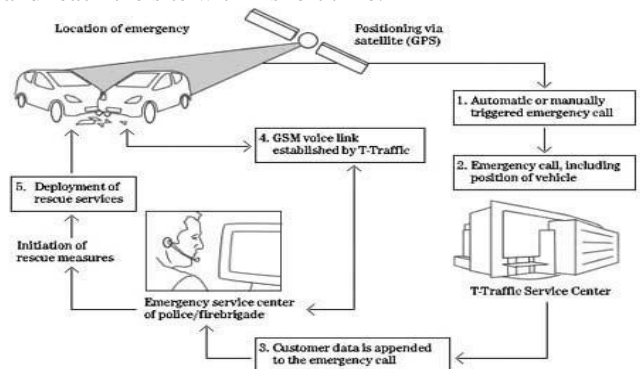 Location of emergency
Positioning via
satellite (GPS)
1. Automatic or manually
triggered emergency call
2. Emergency call, including
position of vehicle
4. GSM voice link
established by T-Traffic
5. Deployment of
rescue services
Initiation of
rescue measures
Emergency service center
of police/firebrigade
T-Traffic Service Center
3. Customer data is appended
to the emergency call